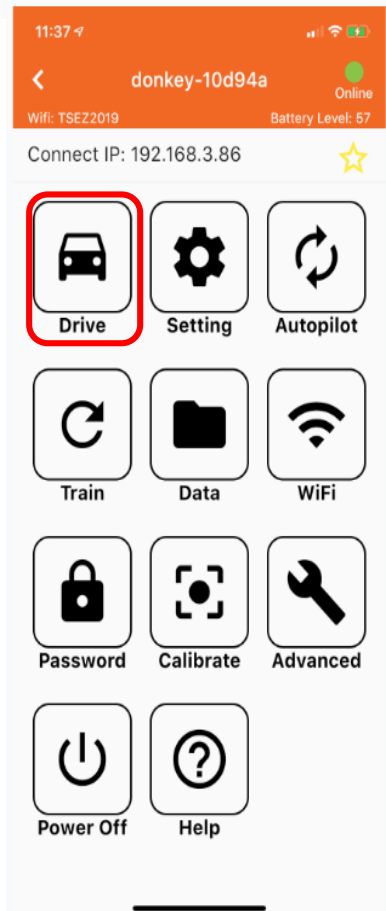 11:37
donkey-10d94a
Online
Wifi: TSEZ2019
Battery Level: 57
Connect IP: 192.168.3.86
Drive
Setting
Autopilot
Train
Data
WiFi
Password
Calibrate
Advanced
Power Off
Help